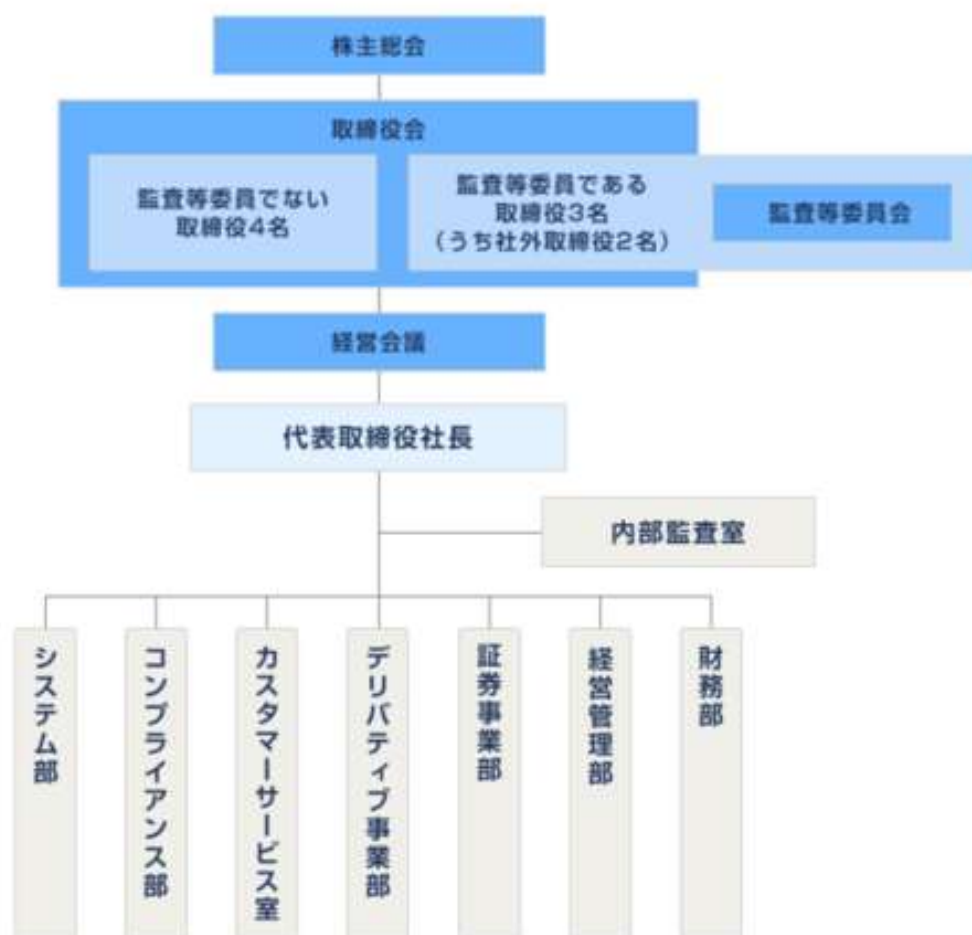 株主総会
取締役会
監査等委員でない
取締役4名
監査等委員である
取締役3名
（うち社外取締役2名）
監査等委員会
経営会議
代表取締役社長
内部監査室
システム部
コンプライアンス部
カスタマーサービス室
デリバティブ事業部
証券事業部
経営管理部
財務部